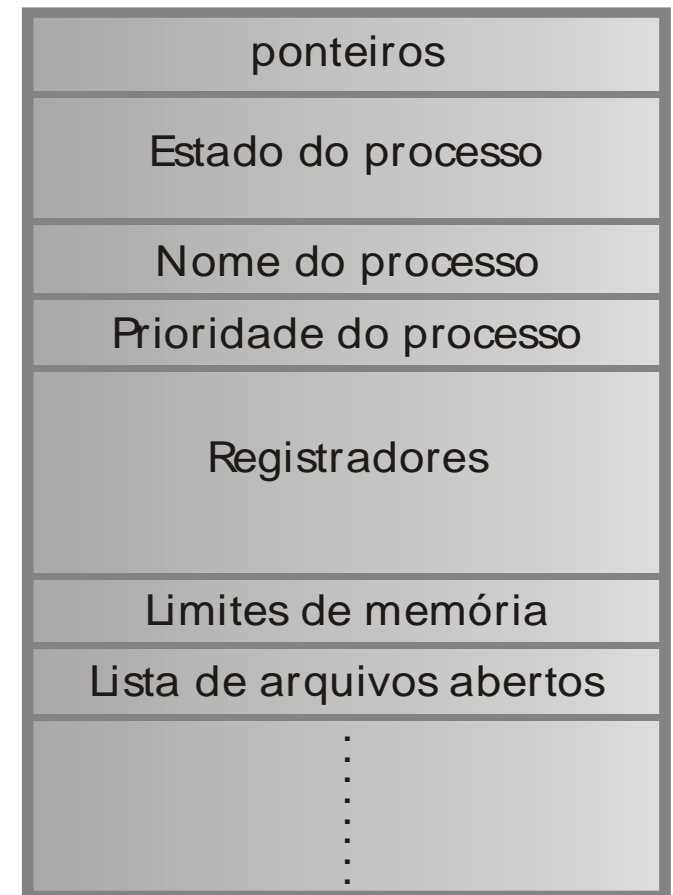 ponteiros
Estado do processo
Nome do processo
Prioridade do processo
Registradores
Limites de memória
Lista de arquivos abertos